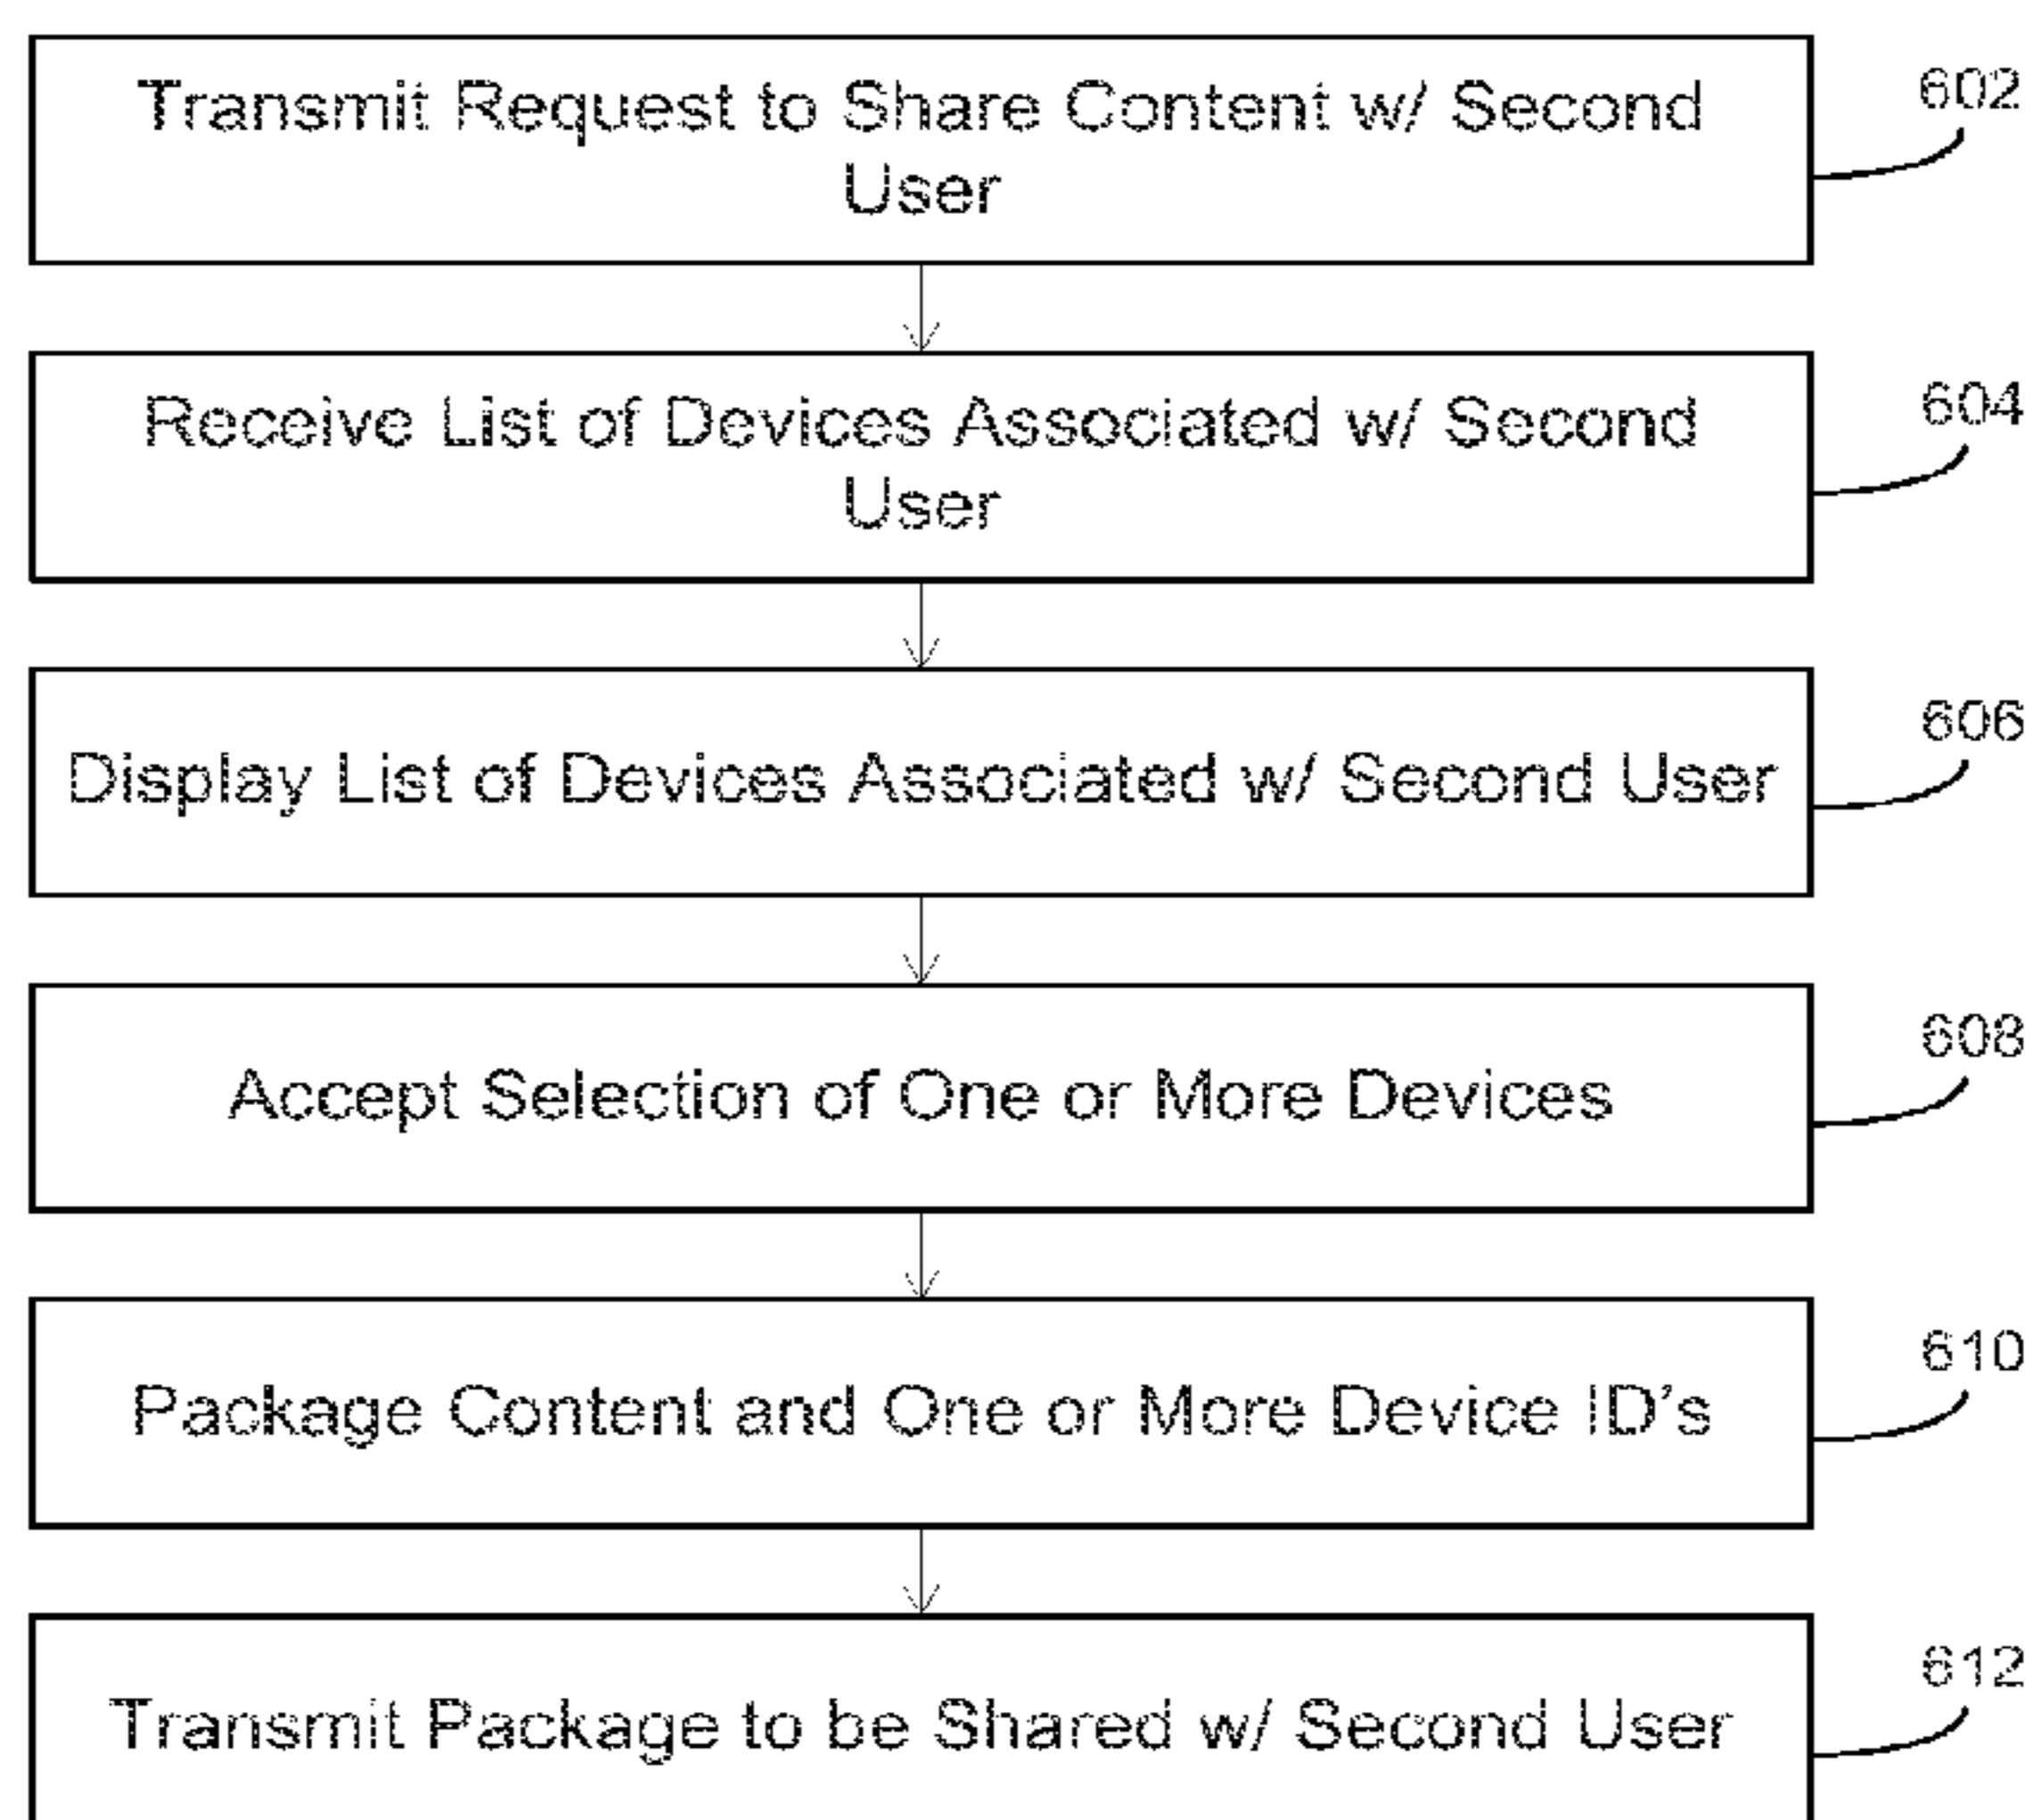 Transmit Request to Share Content w/ Second
User
602
Receive List of Devices Associated w/ Second
User
604
Display List of Devices Associated w/ Second User
606
Accept Selection of One or More Devices
608
Package Content and One or More Device ID's
610
Transmit Package to be Shared w/ Second User
612